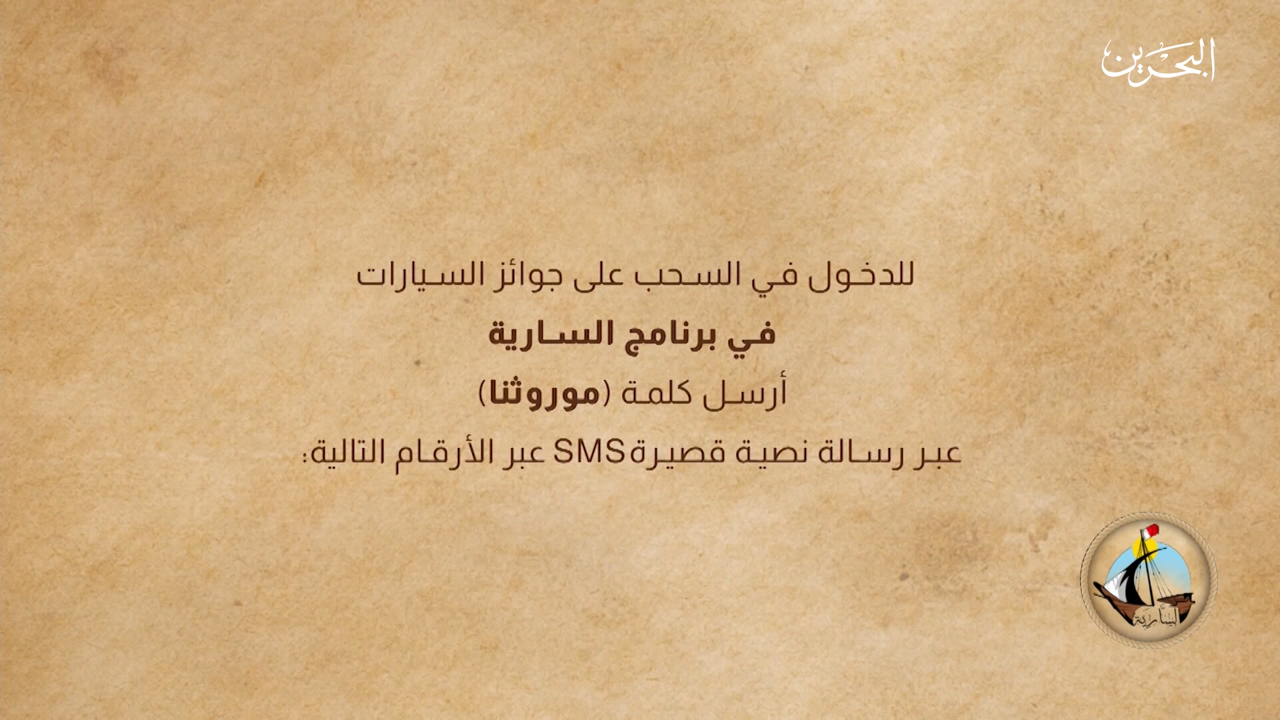 البحرين
للدخول في السحب على جوائز السيارات
في برنامج السارية
أرسل كلمة (موروثنا)
عبر رسالة نصية قصيرة SMS عبر الأرقام التالية:
السارية